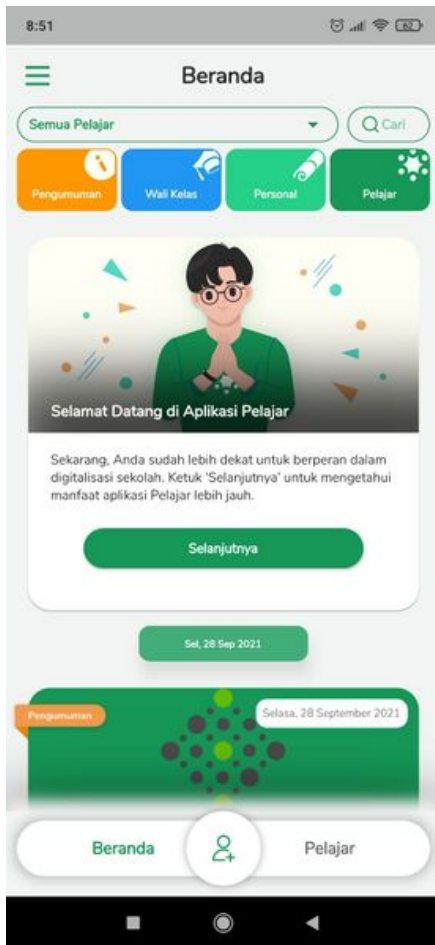 8:51
62
Beranda
Semua Pelajar
Cari
Pengumuman
Wali Kelas
Personal
Pelajar
Selamat Datang di Aplikasi Pelajar
Sekarang, Anda sudah lebih dekat untuk berperan dalam
digitalisasi sekolah. Ketuk 'Selanjutnya' untuk mengetahui
manfaat aplikasi Pelajar lebih jauh.
Selanjutnya
Sel, 28 Sep 2021
Pengumuman
Selasa, 28 September 2021
Beranda
Pelajar